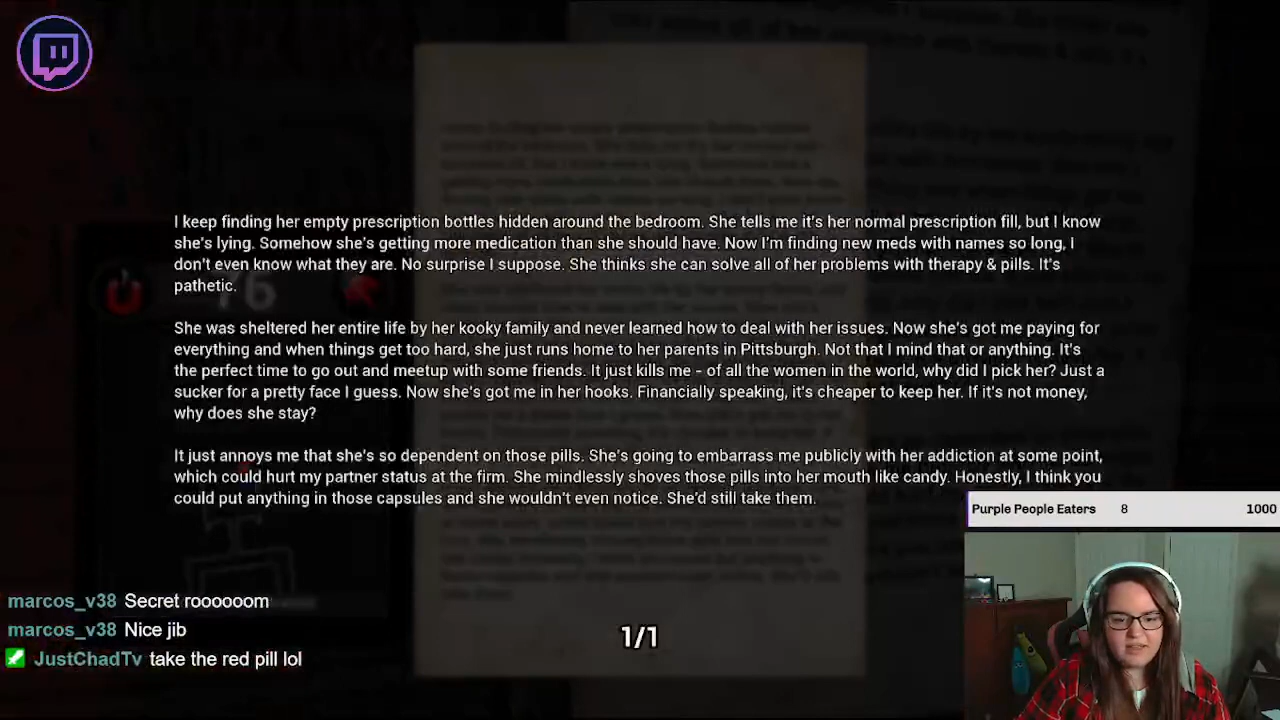 I keep finding her empty prescription bottles hidden around the bedroom. She tells me it's her normal prescription fill, but I know
she's lying. Somehow she's getting more medication than she should have. Now I'm finding new meds with names so long, I
don't even know what they are. No surprise I suppose. She thinks she can solve all of her problems with therapy & pills. It's
pathetic.
She was sheltered her entire life by her kooky family and never learned how to deal with her issues. Now she's got me paying for
everything and when things get too hard, she just runs home to her parents in Pittsburgh. Not that I mind that or anything. It's
the perfect time to go out and meetup with some friends. It just kills me - of all the women in the world, why did I pick her? Just a
sucker for a pretty face I guess. Now she's got me in her hooks. Financially speaking, it's cheaper to keep her. If it's not money,
why does she stay?
It just annoys me that she's so dependent on those pills. She's going to embarrass me publicly with her addiction at some point,
which could hurt my partner status at the firm. She mindlessly shoves those pills into her mouth like candy. Honestly, I think you
could put anything in those capsules and she wouldn't even notice. She'd still take them.
Purple People Eaters 8 1000
marcos_v38 Secret roooooom
marcos_v38 Nice jib
JustChadTv take the red pill lol
1/1
76